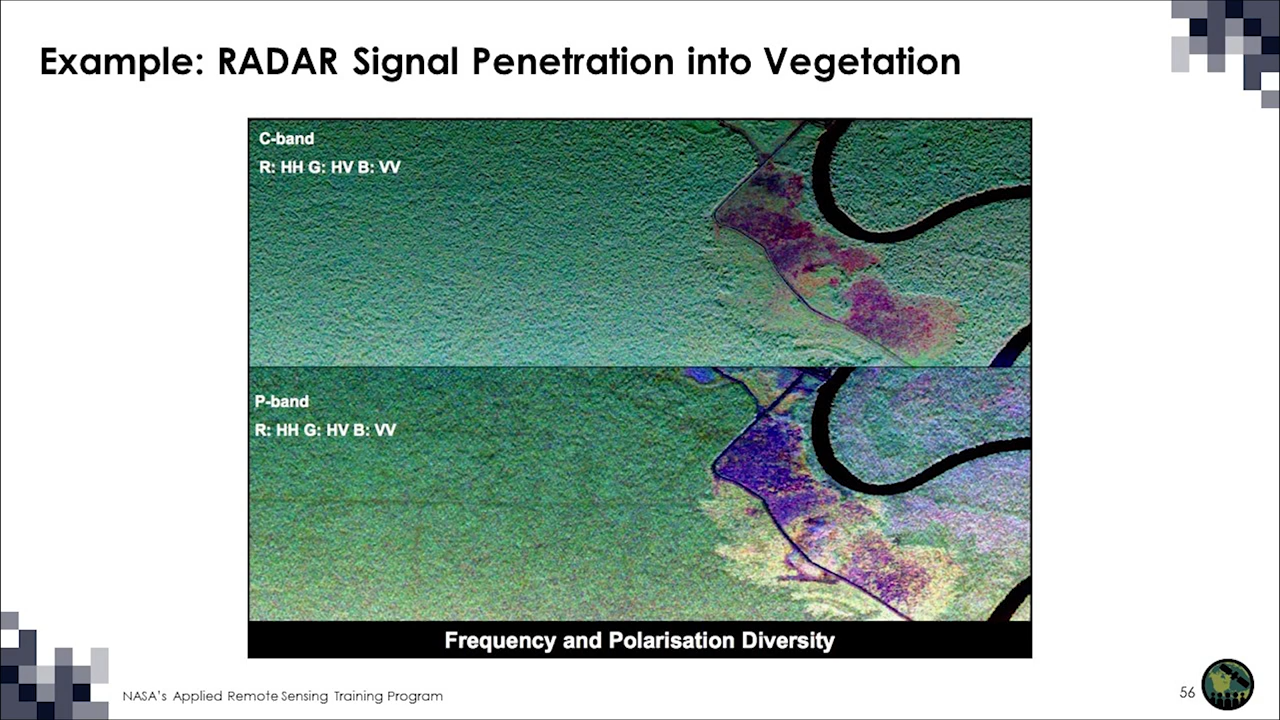 Example: RADAR Signal Penetration into Vegetation
C-band
R: HH G: HV B: VV
P-band
R: HH G: HV B: VV
Frequency and Polarisation Diversity
NASA's Applied Remote Sensing Training Program
56